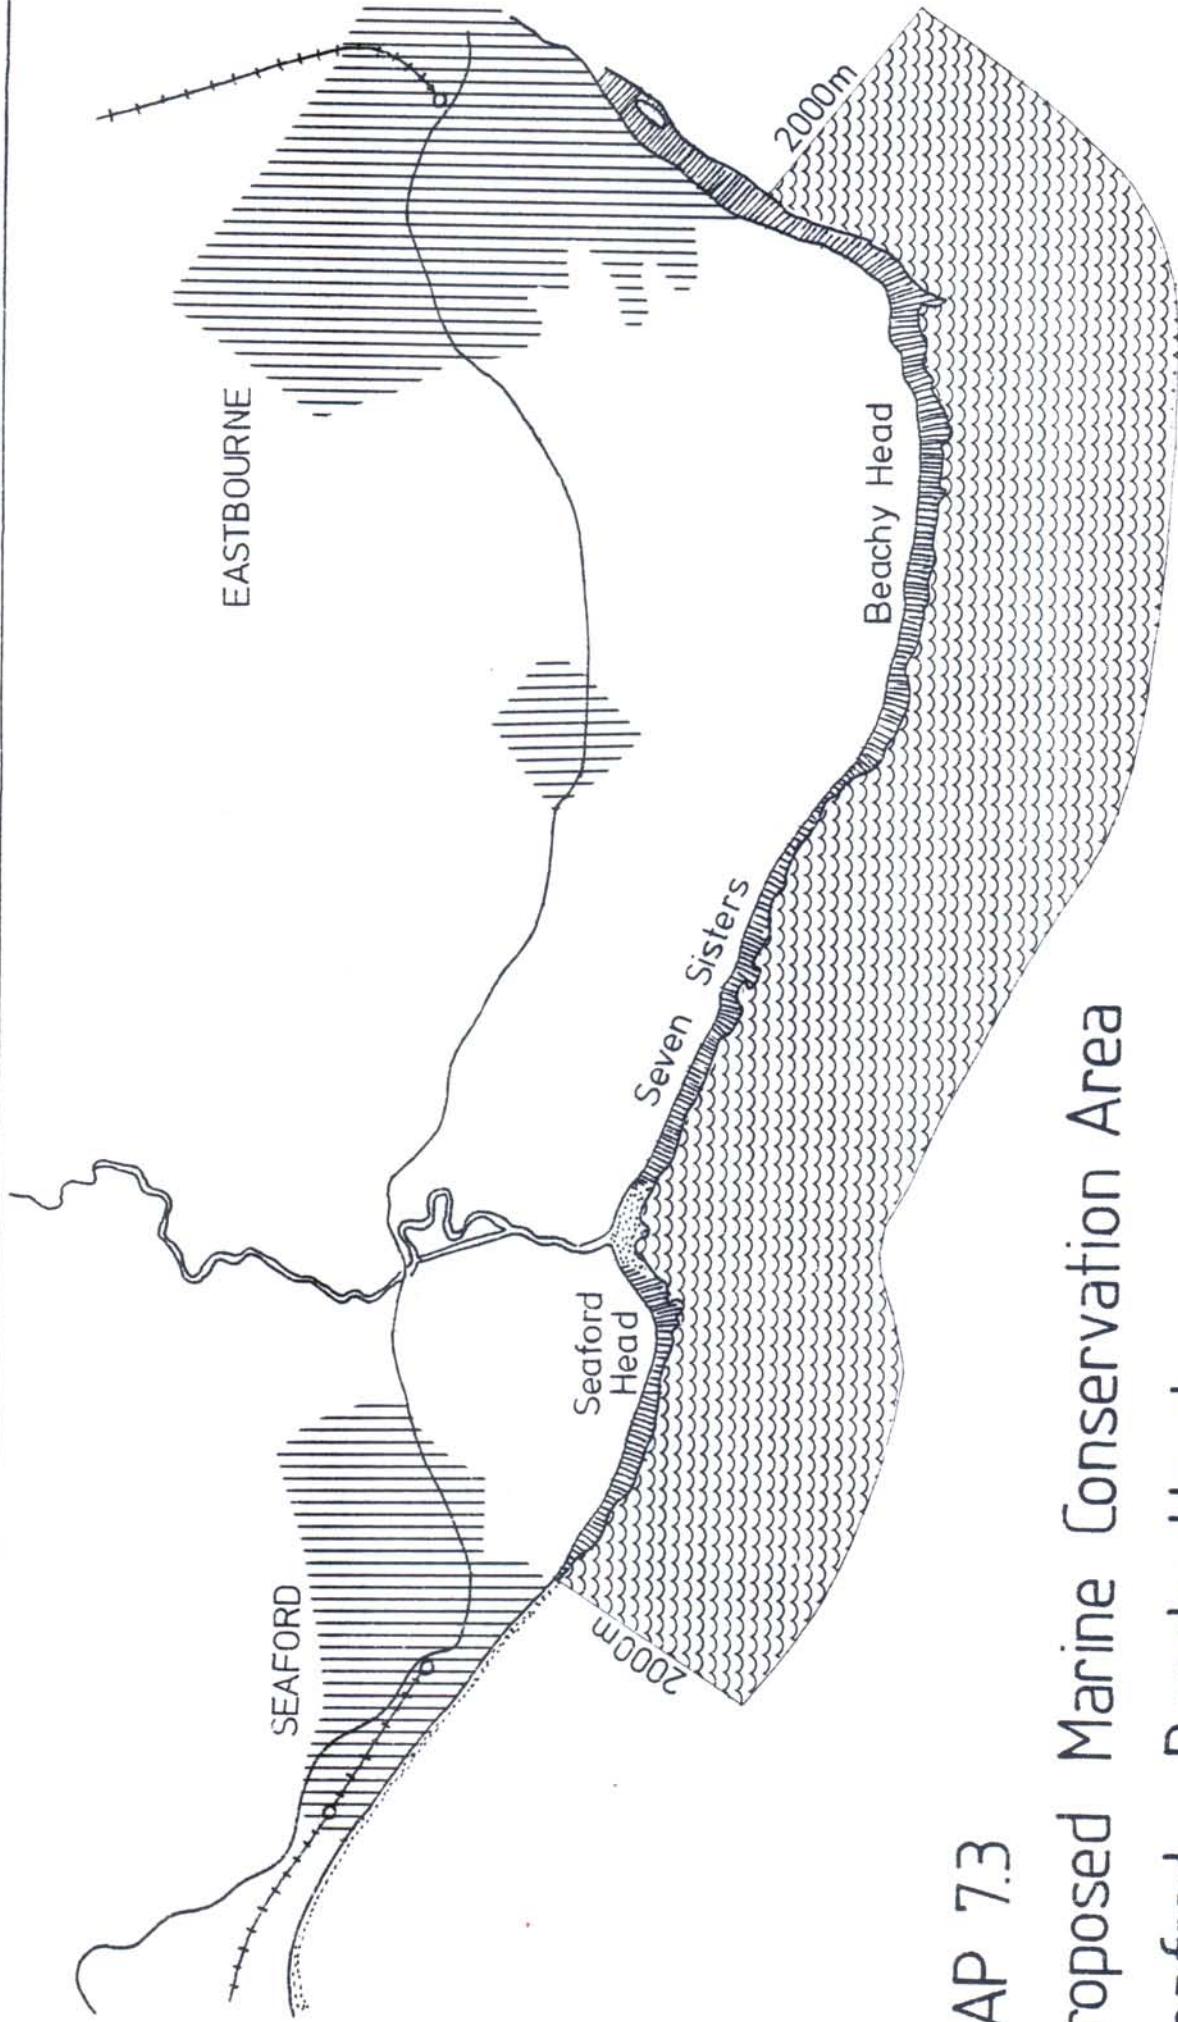 EASTBOURNE
SEAFORD
2000m
Beachy Head
Seven Sisters
Seaford
Head
2000m
AP 7.3
roposed Marine Conservation Area